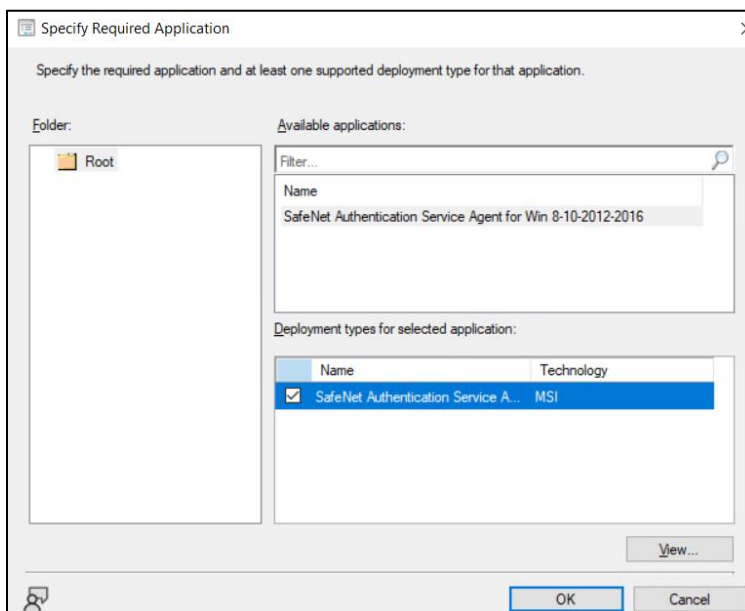 Specify Required Application
Specify the required application and at least one supported deployment type for that application.
Folder:
Root
Available applications:
Filter...
Name
SafeNet Authentication Service Agent for Win 8-10-2012-2016
Deployment types for selected application:
Name Technology
SafeNet Authentication Service A... MSI
View...
OK Cancel